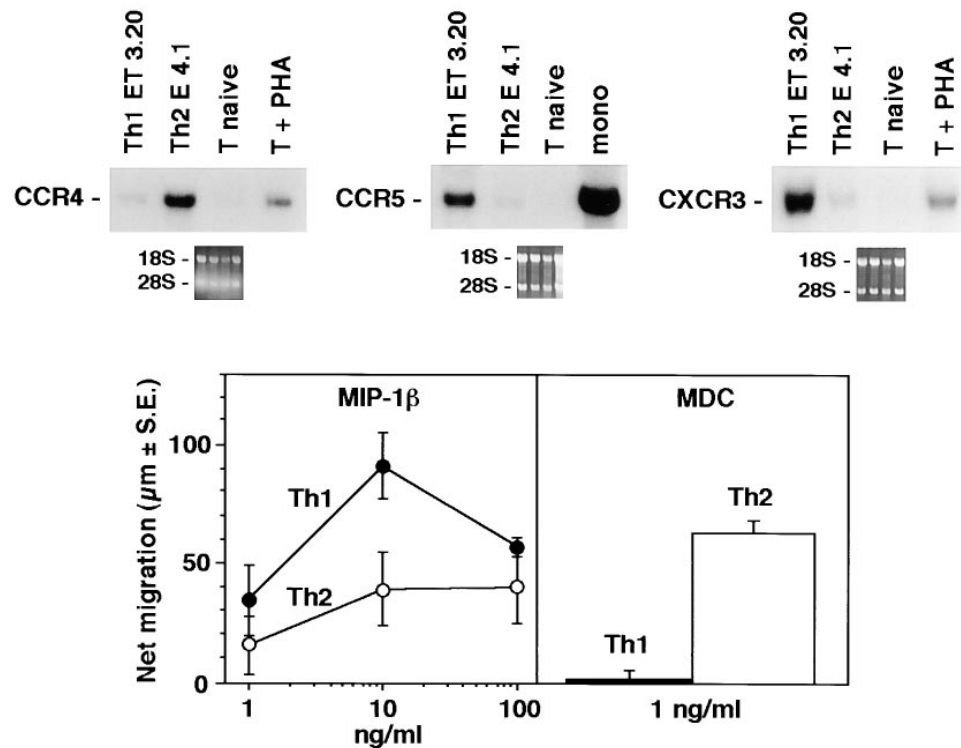 Th1 ET 3.20
Th2 E 4.1
T naive
T + PHA
CCR4 -
18S -
28S -
Th1 ET 3.20
Th2 E 4.1
T naive
mono
CCR5 -
18S -
28S -
Th1 ET 3.20
Th2 E 4.1
T naive
T + PHA
CXCR3 -
18S -
28S -
Net migration (µm ± S.E.)
100
50
0
MIP-1β
Th1
Th2
1 10 100
ng/ml
MDC
Th2
Th1
1 ng/ml